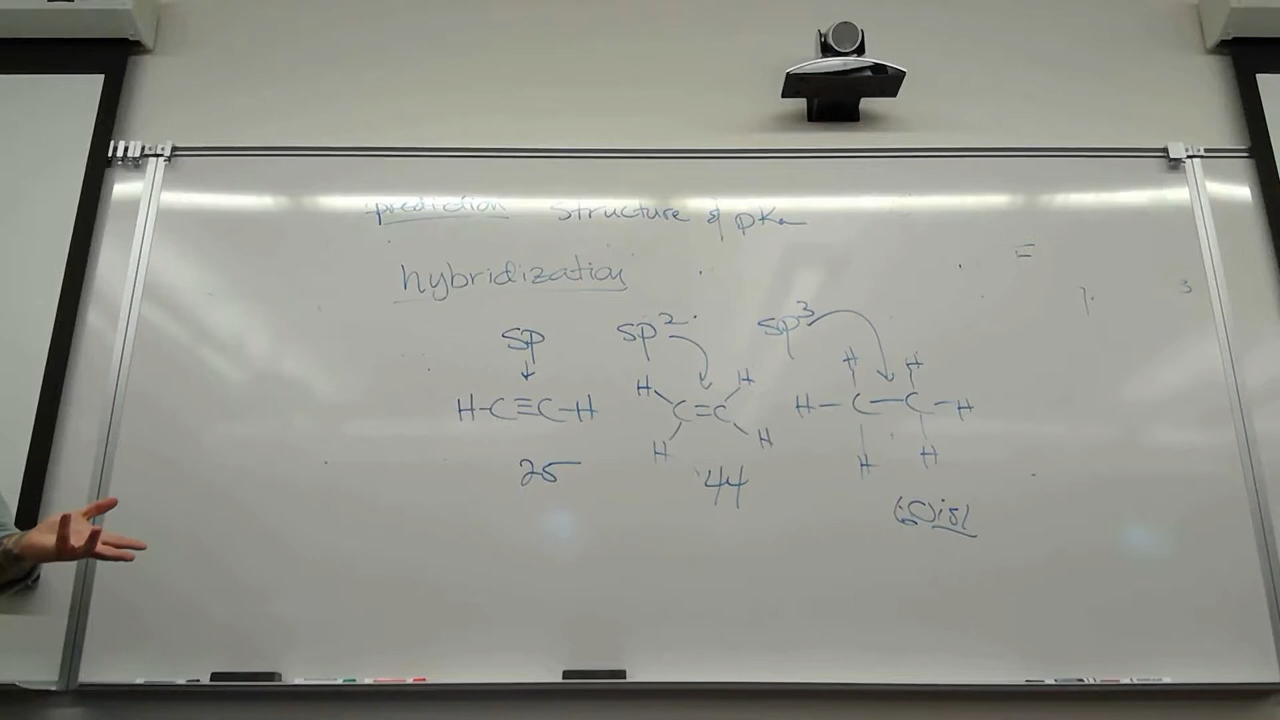 prediction structure & pKa
hybridization
sp sp² sp³
H H H H
H-C≡C-H C=C H-C-C-H
H H H H
25 44 60ish